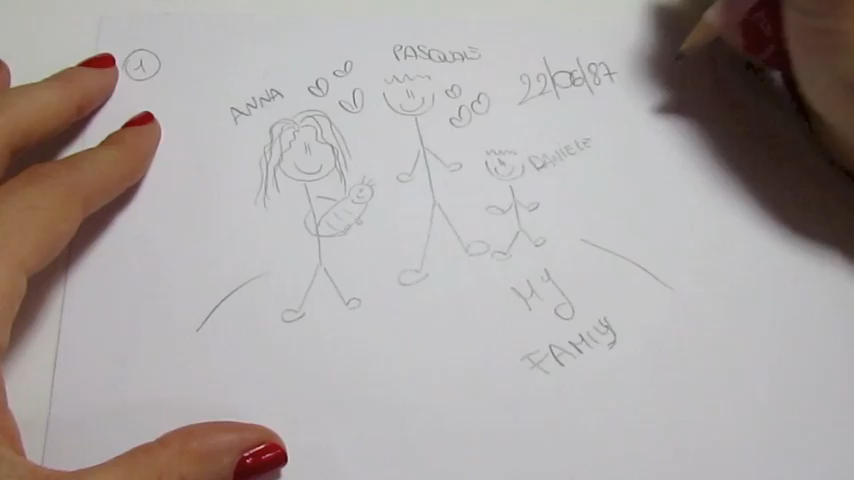 1
PASQUALE
ANNA
22/06/87
DANIELE
MY
FAMILY